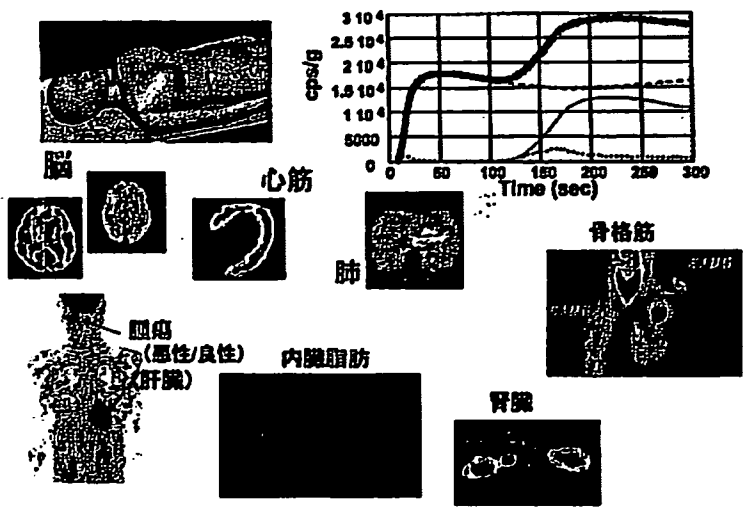 3 10⁴
2.5 10⁴
2 10⁴
1.5 10⁴
1 10⁴
5000
0
cps/g
0 50 100 150 200 250 300
Time (sec)
脳
心筋
肺
骨格筋
腫瘍
(悪性/良性)
(肝臓)
内臓脂肪
腎臓